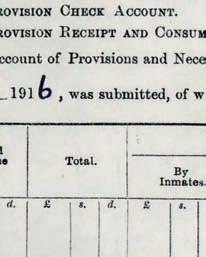 ROVISION CHECK ACCOUNT.
ROVISION RECEIPT AND CONSUM
ccount of Provisions and Nece
1916, was submitted, of w
Total.
By
Inmates.
d. £ s. d. £ s.